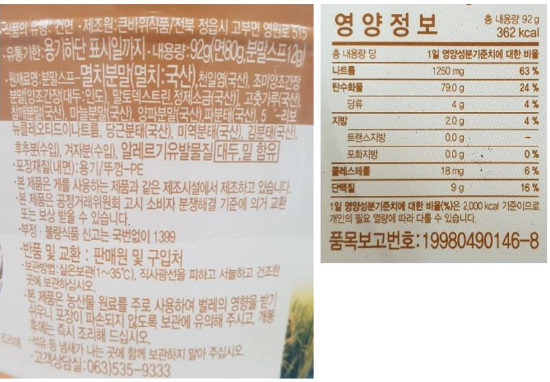 식품의 유형: 건면 · 제조원: 큰바위식품/전북 정읍시 고부면 영원로 515
· 유통기한: 용기하단 표시일까지 · 내용량: 92g(면80g, 분말스프12g)
· 원재료명: 분말스프-멸치분말(멸치:국산), 천일염(국산), 조미양조간장
분말(양조간장(대두:인도), 말토덱스트린, 정제소금(국산)), 고춧가루(국산),
참깨분말(국산), 마늘분말(국산), 양파분말(국산), 파분태(국산), 5´-리보
뉴클레오티드이나트륨, 당근분태(국산), 미역분태(국산), 김분태(국산),
후추분(수입), 겨자분(수입), 알레르기유발물질(대두,밀 함유)
· 포장재질(내면): 용기/뚜껑-PE
· 본 제품은 게를 사용하는 제품과 같은 제조시설에서 제조하고 있습니다.
· 본 제품은 공정거래위원회 고시 소비자 분쟁해결 기준에 의거 교환
또는 보상 받을 수 있습니다.
· 부정 · 불량식품 신고는 국번없이 1399
· 반품 및 교환 : 판매원 및 구입처
· 보관방법: 실온보관(1~35℃), 직사광선을 피하고 서늘하고 건조한
곳에 보관하십시오.
· 본 제품은 농산물 원료를 주로 사용하여 벌레의 영향을 받기
쉬우니 포장이 파손되지 않도록 보관에 유의해 주시고, 개봉
후에는 즉시 조리해 드십시오.
· 석유 등 냄새가 나는 곳에 함께 보관하지 말아 주십시오.
· 고객상담실: 063)535-9333
조리예
영양정보
총 내용량 92 g
362 kcal
총 내용량 당 1일 영양성분기준치에 대한 비율
나트륨 1250 mg 63 %
탄수화물 79.0 g 24 %
당류 4 g 4 %
지방 2.0 g 4 %
트랜스지방 0.0 g -
포화지방 0.0 g 0 %
콜레스테롤 18 mg 6 %
단백질 9 g 16 %
1일 영양성분기준치에 대한 비율(%)은 2,000 kcal 기준이므로
개인의 필요 열량에 따라 다를 수 있습니다.
품목보고번호: 19980490146-8